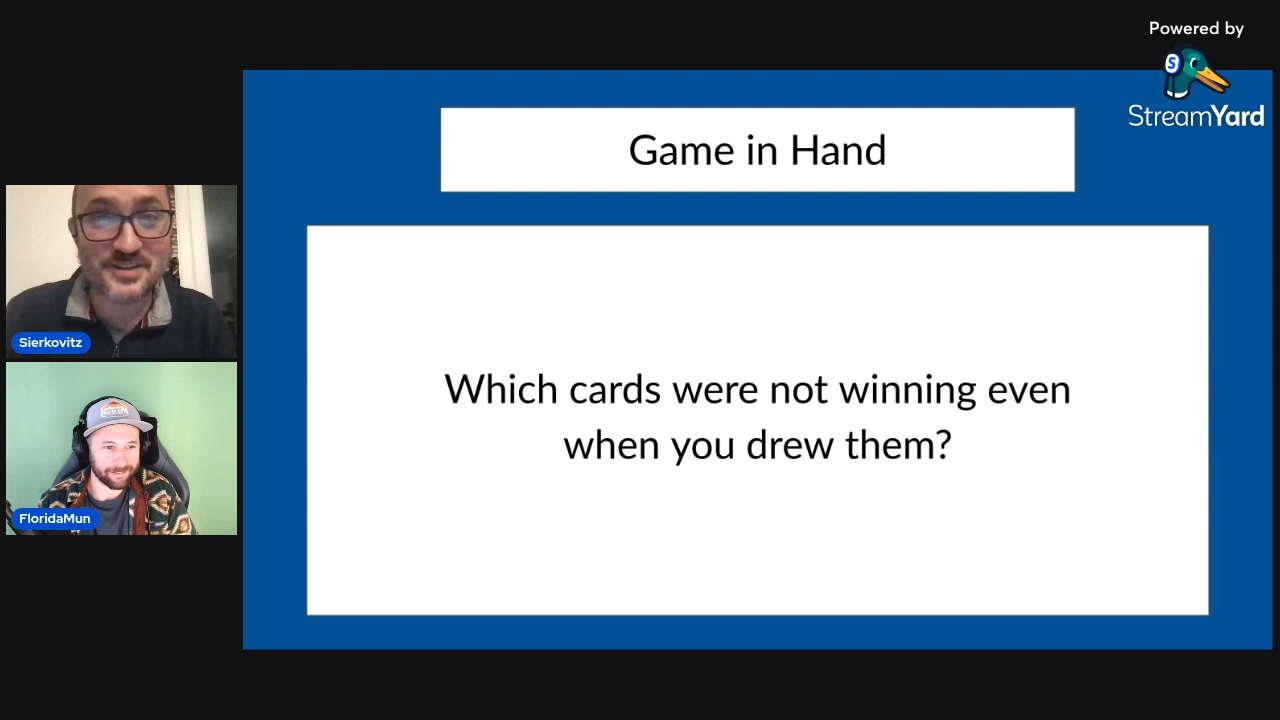 Powered by
S
StreamYard
Game in Hand
Which cards were not winning even
when you drew them?
Sierkovitz
FloridaMun